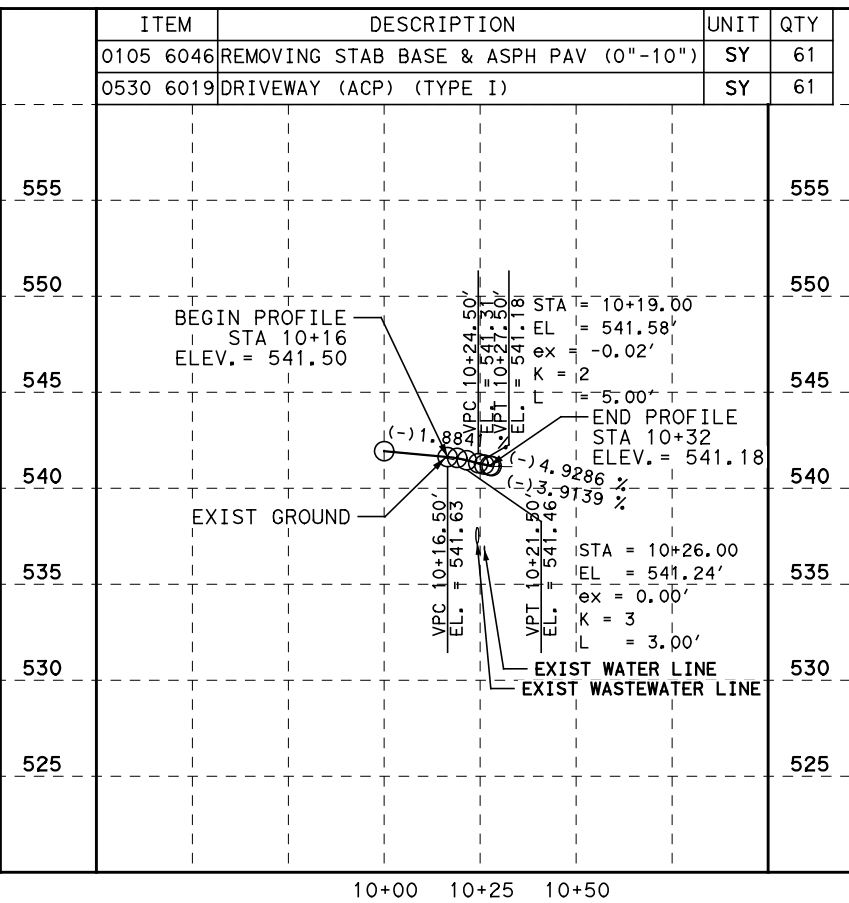 ITEM DESCRIPTION UNIT QTY
0105 6046 REMOVING STAB BASE & ASPH PAV (0"-10") SY 61
0530 6019 DRIVEWAY (ACP) (TYPE I) SY 61
555 555
550 550
545 545
540 540
535 535
530 530
525 525
BEGIN PROFILE
STA 10+16
ELEV.= 541.50
VPC 10+24.50'
EL. = 541.31
VPT 10+27.50'
EL. = 541.18
STA = 10+19.00
EL = 541.58'
ex = -0.02'
K = 2
L = 5.00'
END PROFILE
STA 10+32
ELEV.= 541.18
(-)1.884
(-)4.9286 %
(-)3.9139 %
EXIST GROUND
VPC 10+16.50'
EL. = 541.63
VPT 10+21.50'
EL. = 541.46
STA = 10+26.00
EL = 541.24'
ex = 0.00'
K = 3
L = 3.00'
EXIST WATER LINE
EXIST WASTEWATER LINE
10+00 10+25 10+50